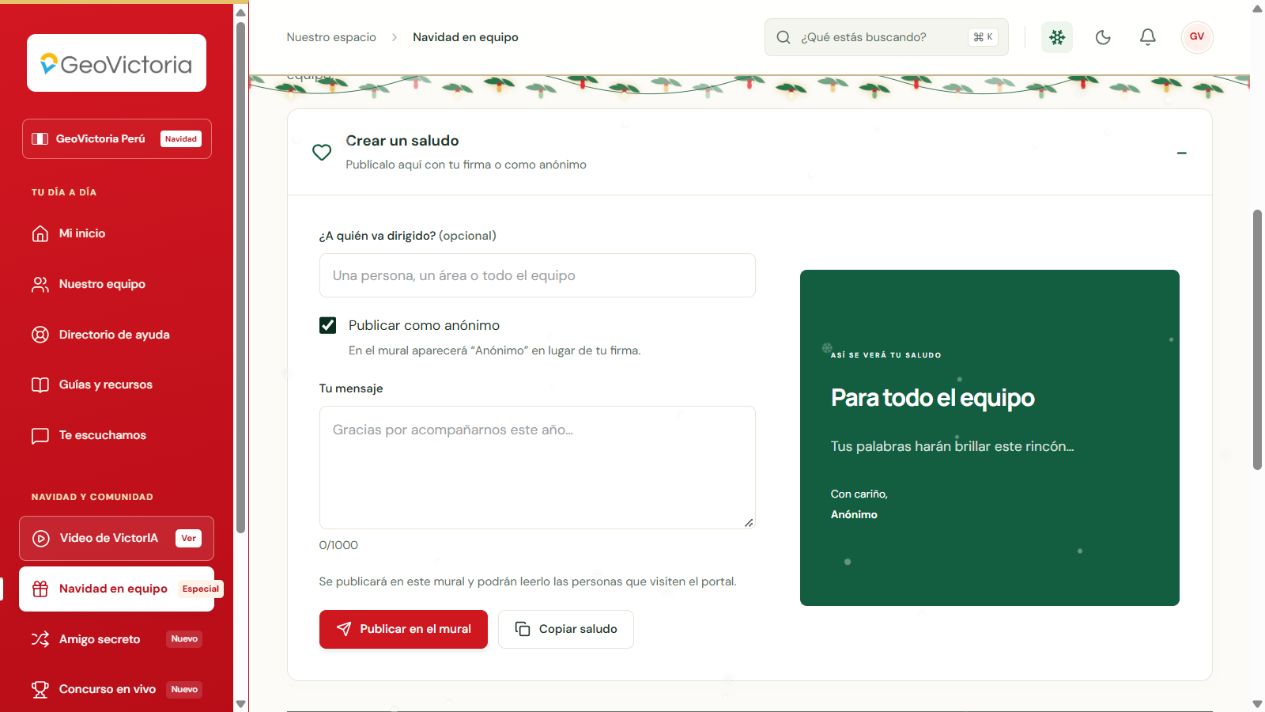 GeoVictoria
GeoVictoria Perú
Navidad
TU DÍA A DÍA
Mi inicio
Nuestro equipo
Directorio de ayuda
Guías y recursos
Te escuchamos
NAVIDAD Y COMUNIDAD
Video de VictorIA
Ver
Navidad en equipo
Especial
Amigo secreto
Nuevo
Concurso en vivo
Nuevo
Nuestro espacio
Navidad en equipo
¿Qué estás buscando?
⌘ K
GV
equipo
Crear un saludo
Publícalo aquí con tu firma o como anónimo
¿A quién va dirigido? (opcional)
Una persona, un área o todo el equipo
Publicar como anónimo
En el mural aparecerá “Anónimo” en lugar de tu firma.
Tu mensaje
Gracias por acompañarnos este año...
0/1000
Se publicará en este mural y podrán leerlo las personas que visiten el portal.
Publicar en el mural
Copiar saludo
ASÍ SE VERÁ TU SALUDO
Para todo el equipo
Tus palabras harán brillar este rincón...
Con cariño,
Anónimo